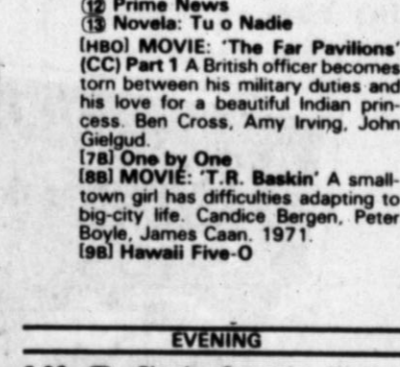 ⑫ Prime News
⑬ Novela: Tu o Nadie
[HBO] MOVIE: 'The Far Pavilions'
(CC) Part 1 A British officer becomes
torn between his military duties and
his love for a beautiful Indian prin-
cess. Ben Cross, Amy Irving, John
Gielgud.
[7B] One by One
[8B] MOVIE: 'T.R. Baskin' A small-
town girl has difficulties adapting to
big-city life. Candice Bergen, Peter
Boyle, James Caan. 1971.
[9B] Hawaii Five-O
EVENING